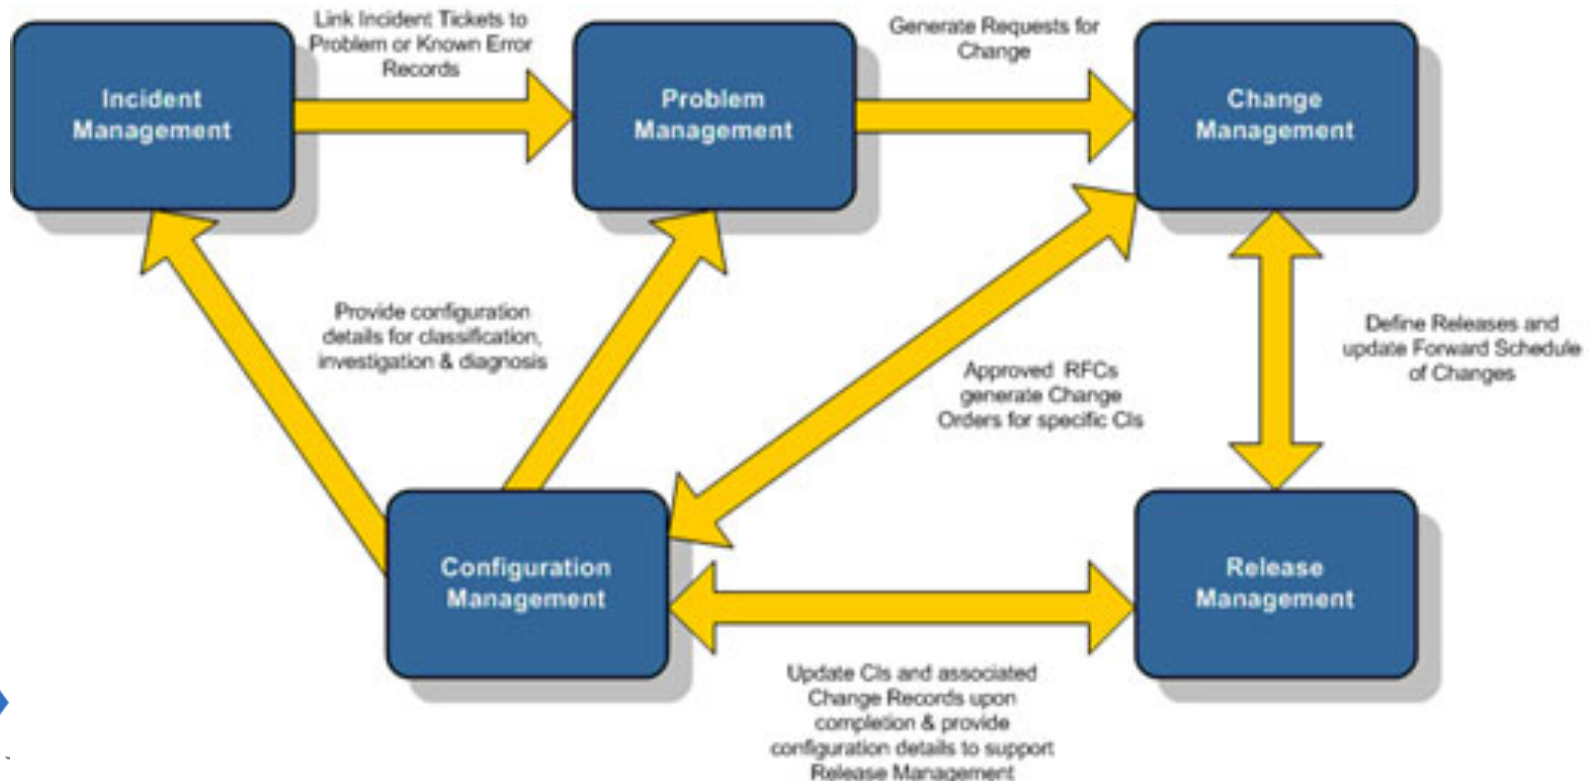 Link Incident Tickets to
Problem or Known Error
Records
Generate Requests for
Change
Incident
Management
Problem
Management
Change
Management
Provide configuration
details for classification,
investigation & diagnosis
Approved RFCs
generate Change
Orders for specific CIs
Define Releases and
update Forward Schedule
of Changes
Configuration
Management
Release
Management
Update CIs and associated
Change Records upon
completion & provide
configuration details to support
Release Management